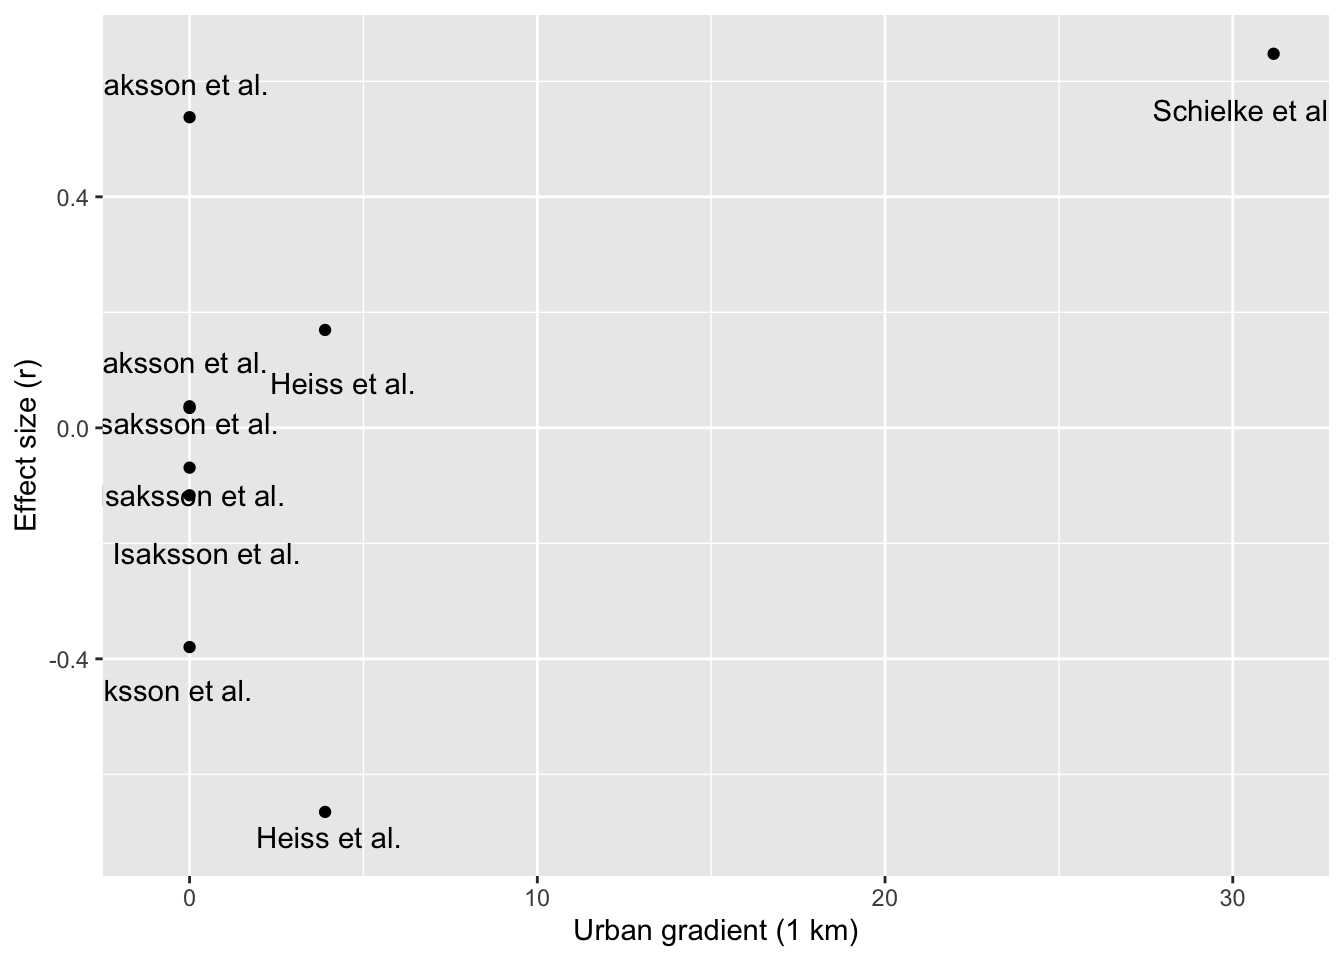 aksson et al.
Schielke et al
0.4
aksson et al.
Heiss et al.
0.0
saksson et al.
saksson et al.
Isaksson et al.
-0.4
ksson et al.
Heiss et al.
0
10
20
30
Urban gradient (1 km)
Effect size (r)